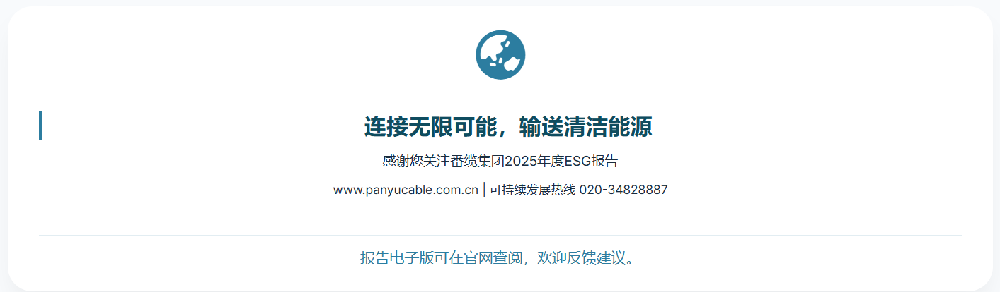 连接无限可能，输送清洁能源
感谢您关注番缆集团2025年度ESG报告
www.panyucable.com.cn | 可持续发展热线 020-34828887
报告电子版可在官网查阅，欢迎反馈建议。